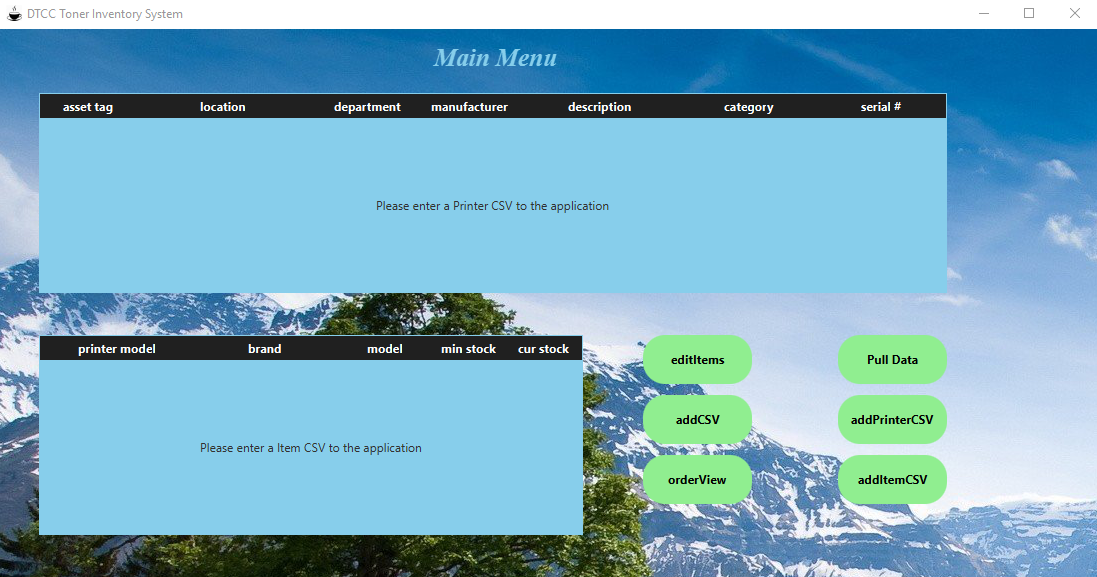 DTCC Toner Inventory System
Main Menu
asset tag location department manufacturer description category serial #
Please enter a Printer CSV to the application
printer model brand model min stock cur stock
Please enter a Item CSV to the application
editItems Pull Data
addCSV addPrinterCSV
orderView addItemCSV